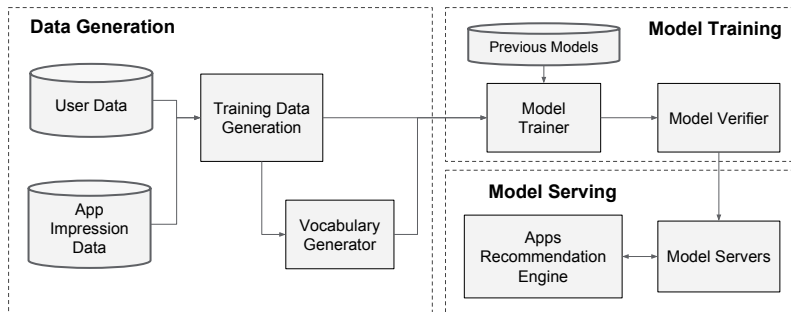 Data Generation
User Data
App
Impression
Data
Training Data
Generation
Vocabulary
Generator
Model Training
Previous Models
Model
Trainer
Model Verifier
Model Serving
Apps
Recommendation
Engine
Model Servers